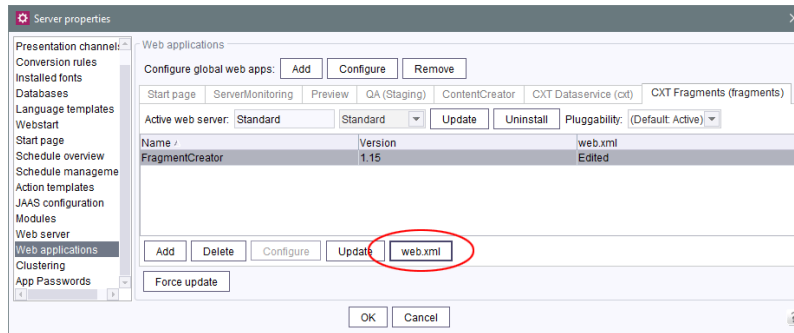 Server properties
Presentation channels
Conversion rules
Installed fonts
Databases
Language templates
Webstart
Start page
Schedule overview
Schedule manageme
Action templates
JAAS configuration
Modules
Web server
Web applications
Clustering
App Passwords
Web applications
Configure global web apps: Add Configure Remove
Start page ServerMonitoring Preview QA (Staging) ContentCreator CXT Dataservice (cxt) CXT Fragments (fragments)
Active web server: Standard Standard Update Uninstall Pluggability: (Default: Active)
Name Version web.xml
FragmentCreator 1.15 Edited
Add Delete Configure Update web.xml
Force update
OK Cancel